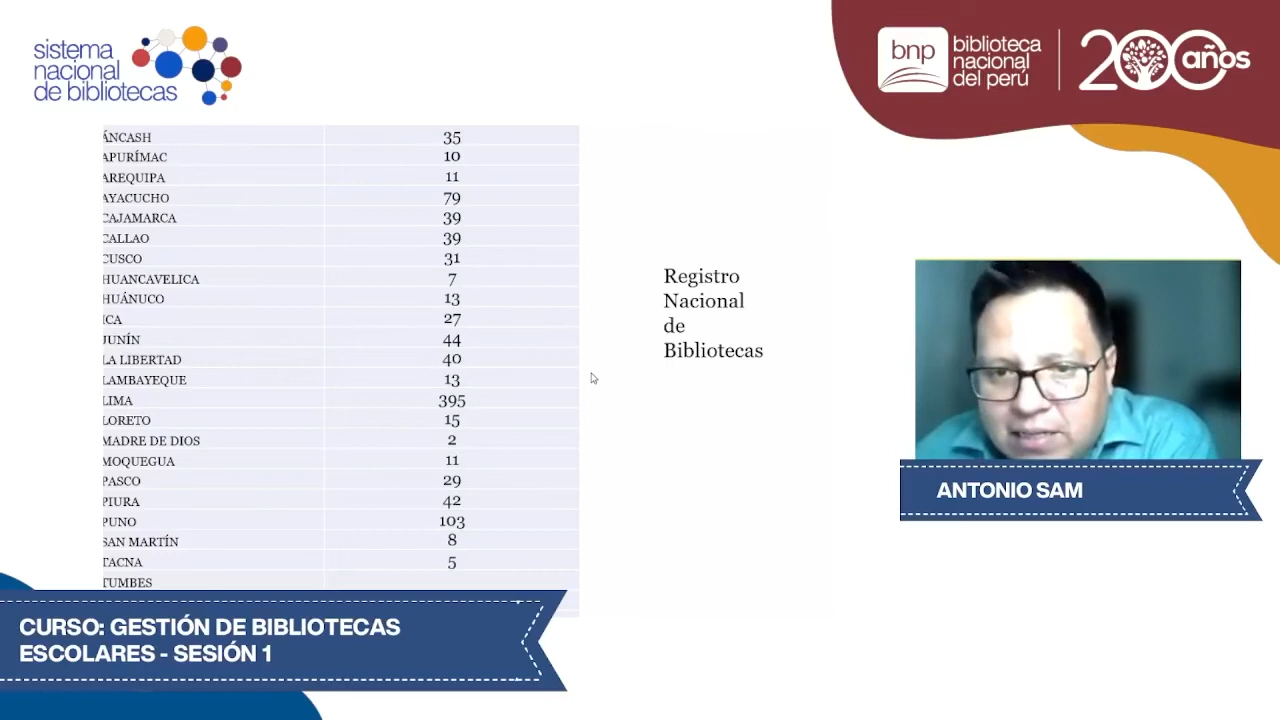 sistema
nacional
de bibliotecas
bnp
biblioteca
nacional
del perú
200 años
ÁNCASH 35
APURÍMAC 10
AREQUIPA 11
AYACUCHO 79
CAJAMARCA 39
CALLAO 39
CUSCO 31
HUANCAVELICA 7
HUÁNUCO 13
ICA 27
JUNÍN 44
LA LIBERTAD 40
LAMBAYEQUE 13
LIMA 395
LORETO 15
MADRE DE DIOS 2
MOQUEGUA 11
PASCO 29
PIURA 42
PUNO 103
SAN MARTÍN 8
TACNA 5
TUMBES
Registro
Nacional
de
Bibliotecas
ANTONIO SAM
CURSO: GESTIÓN DE BIBLIOTECAS
ESCOLARES - SESIÓN 1